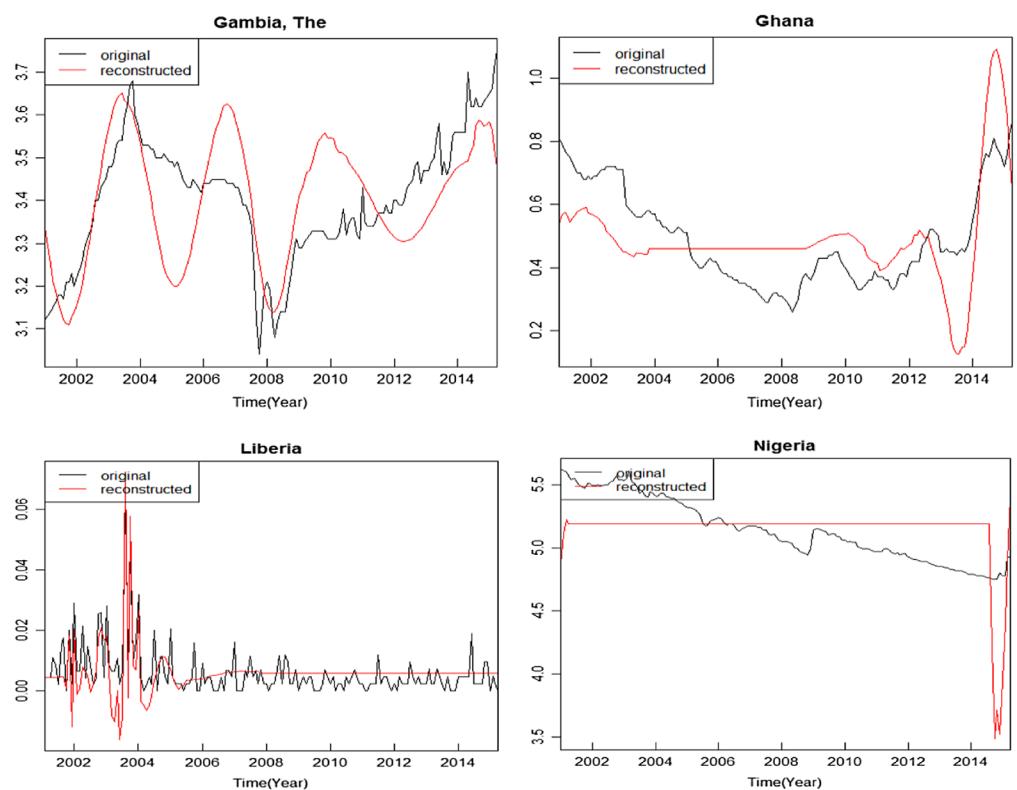 Gambia, The
original
reconstructed
3.7
3.6
3.5
3.4
3.3
3.2
3.1
2002 2004 2006 2008 2010 2012 2014
Time(Year)
Ghana
original
reconstructed
1.0
0.8
0.6
0.4
0.2
2002 2004 2006 2008 2010 2012 2014
Time(Year)
Liberia
original
reconstructed
0.06
0.04
0.02
0.00
2002 2004 2006 2008 2010 2012 2014
Time(Year)
Nigeria
original
reconstructed
5.5
5.0
4.5
4.0
3.5
2002 2004 2006 2008 2010 2012 2014
Time(Year)